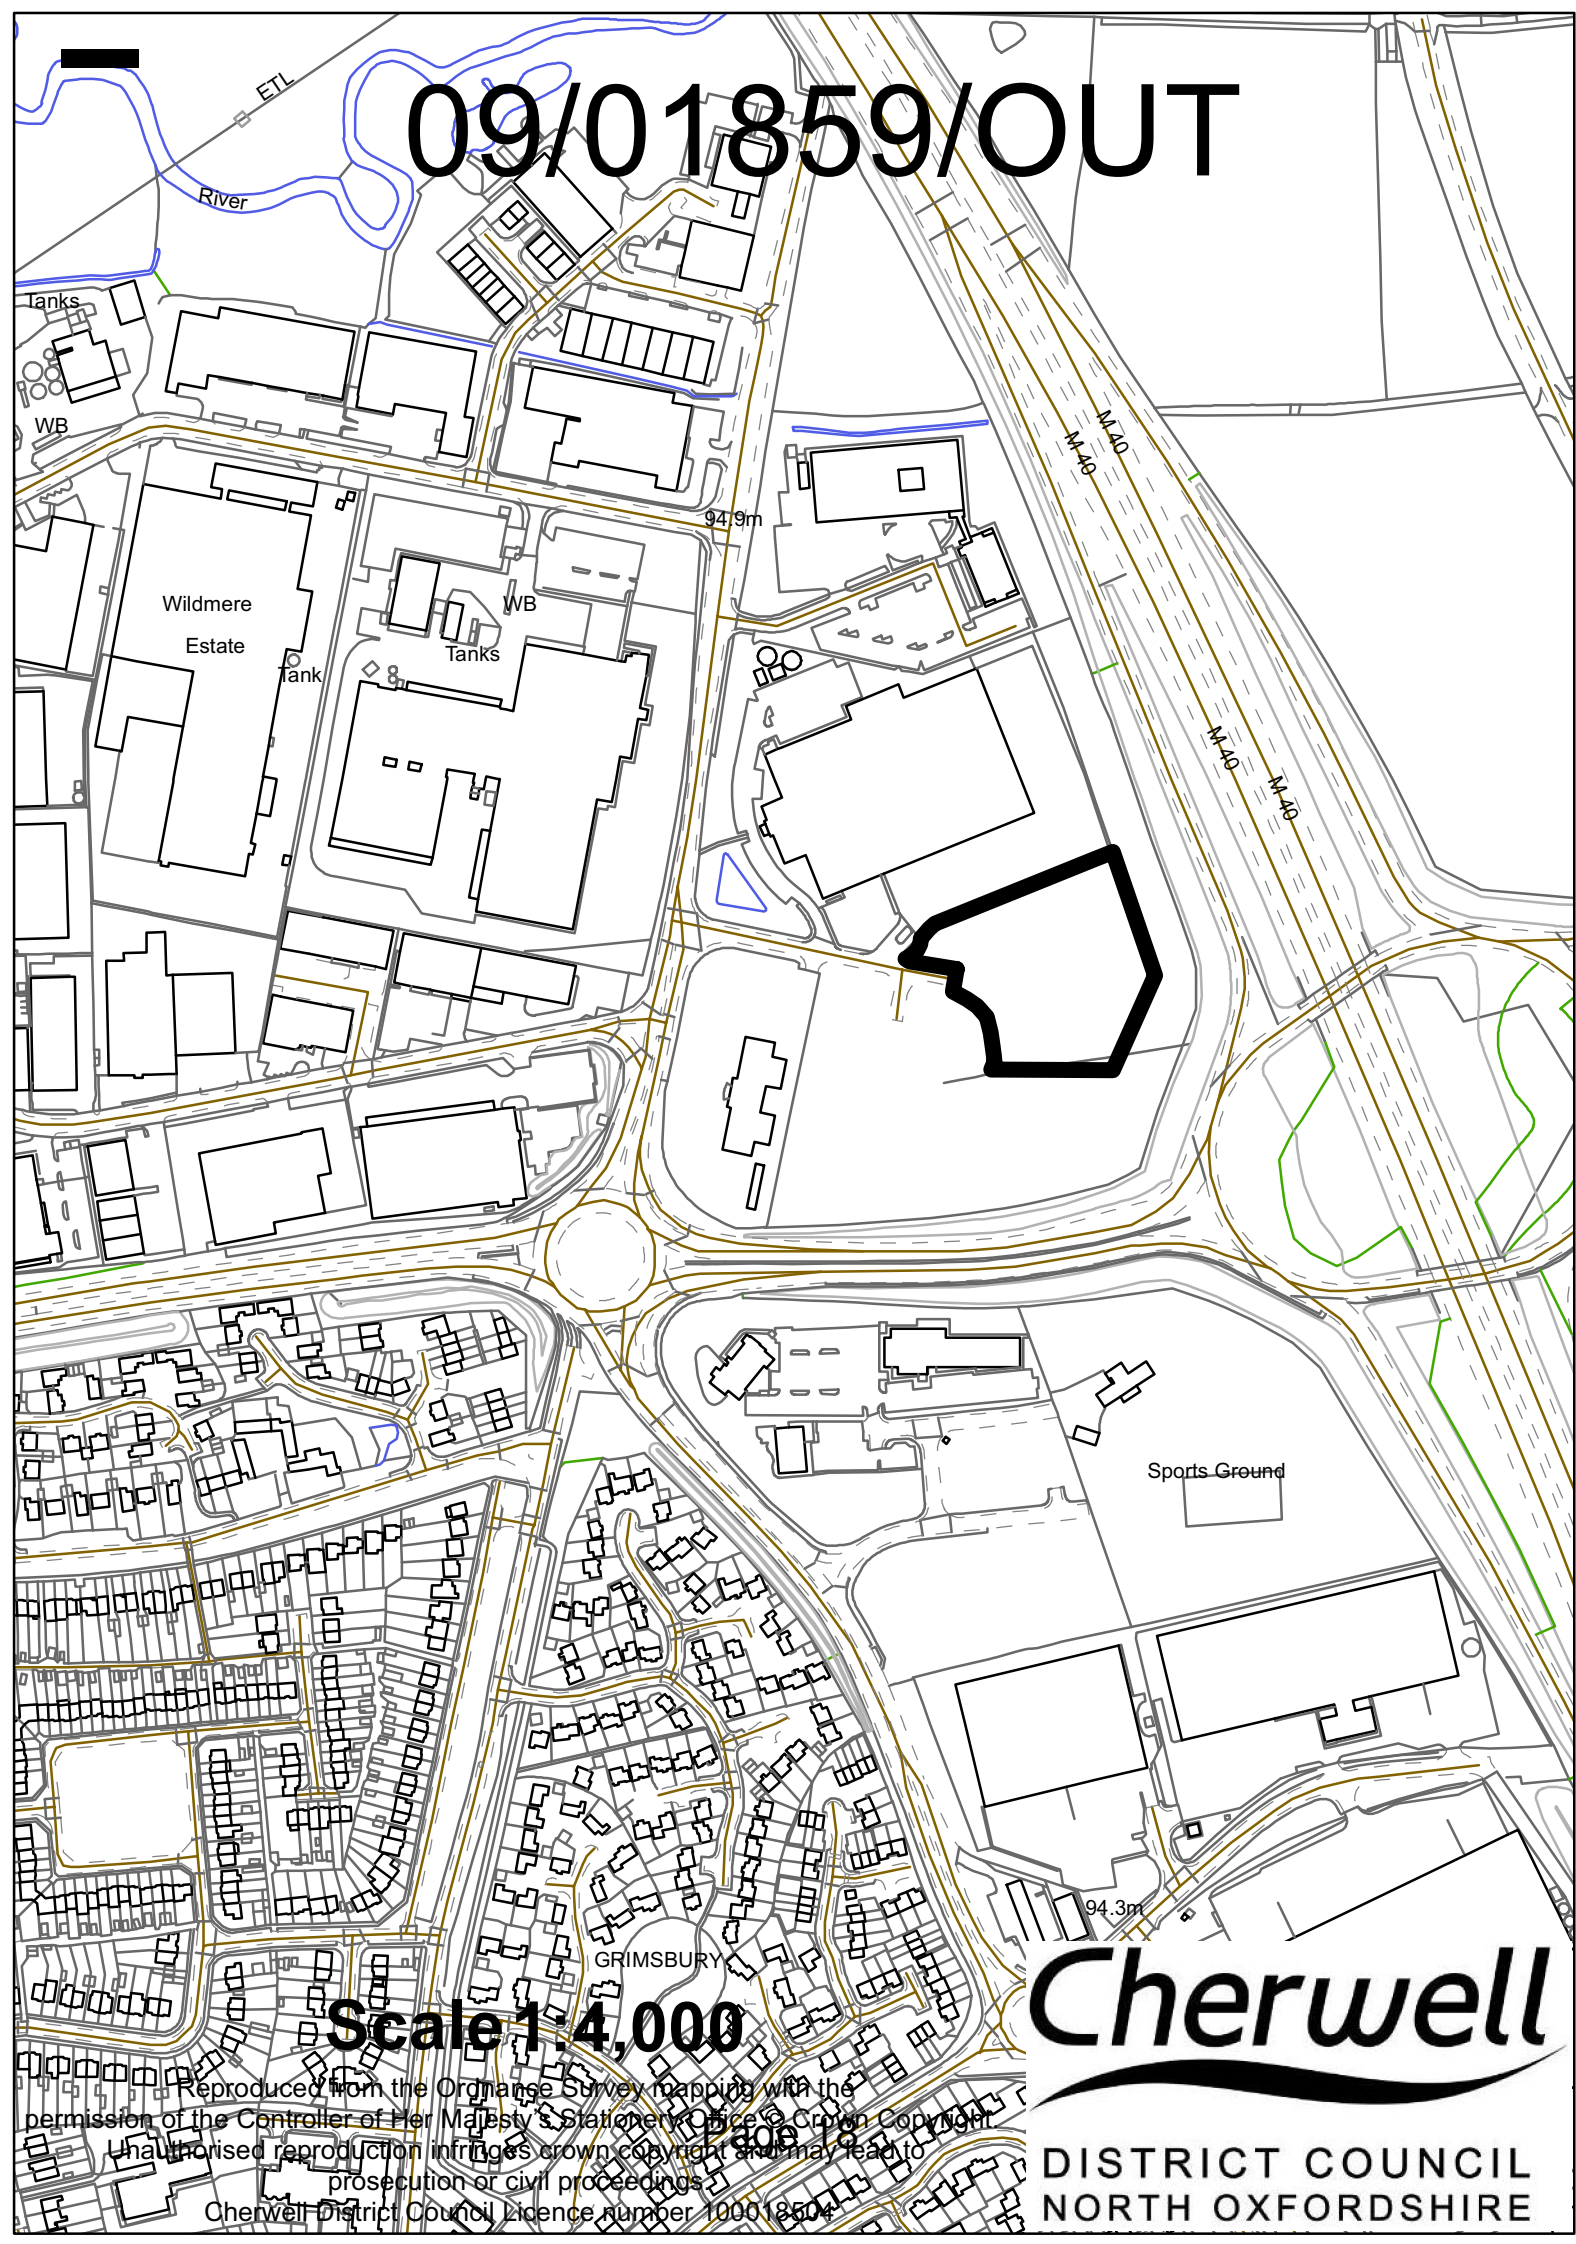 09/01859/OUT
ETL
River
Tanks
WB
M 40
M 40
94.9m
Wildmere
Estate
WB
Tanks
Tank
M 40
M 40
Sports Ground
94.3m
GRIMSBURY
Scale 1:4,000
Reproduced from the Ordnance Survey mapping with the
permission of the Controller of Her Majesty's Stationery Office © Crown Copyright.
Unauthorised reproduction infringes crown copyright and may lead to
prosecution or civil proceedings
Cherwell District Council Licence number 100018504
Page 18
Cherwell
DISTRICT COUNCIL
NORTH OXFORDSHIRE